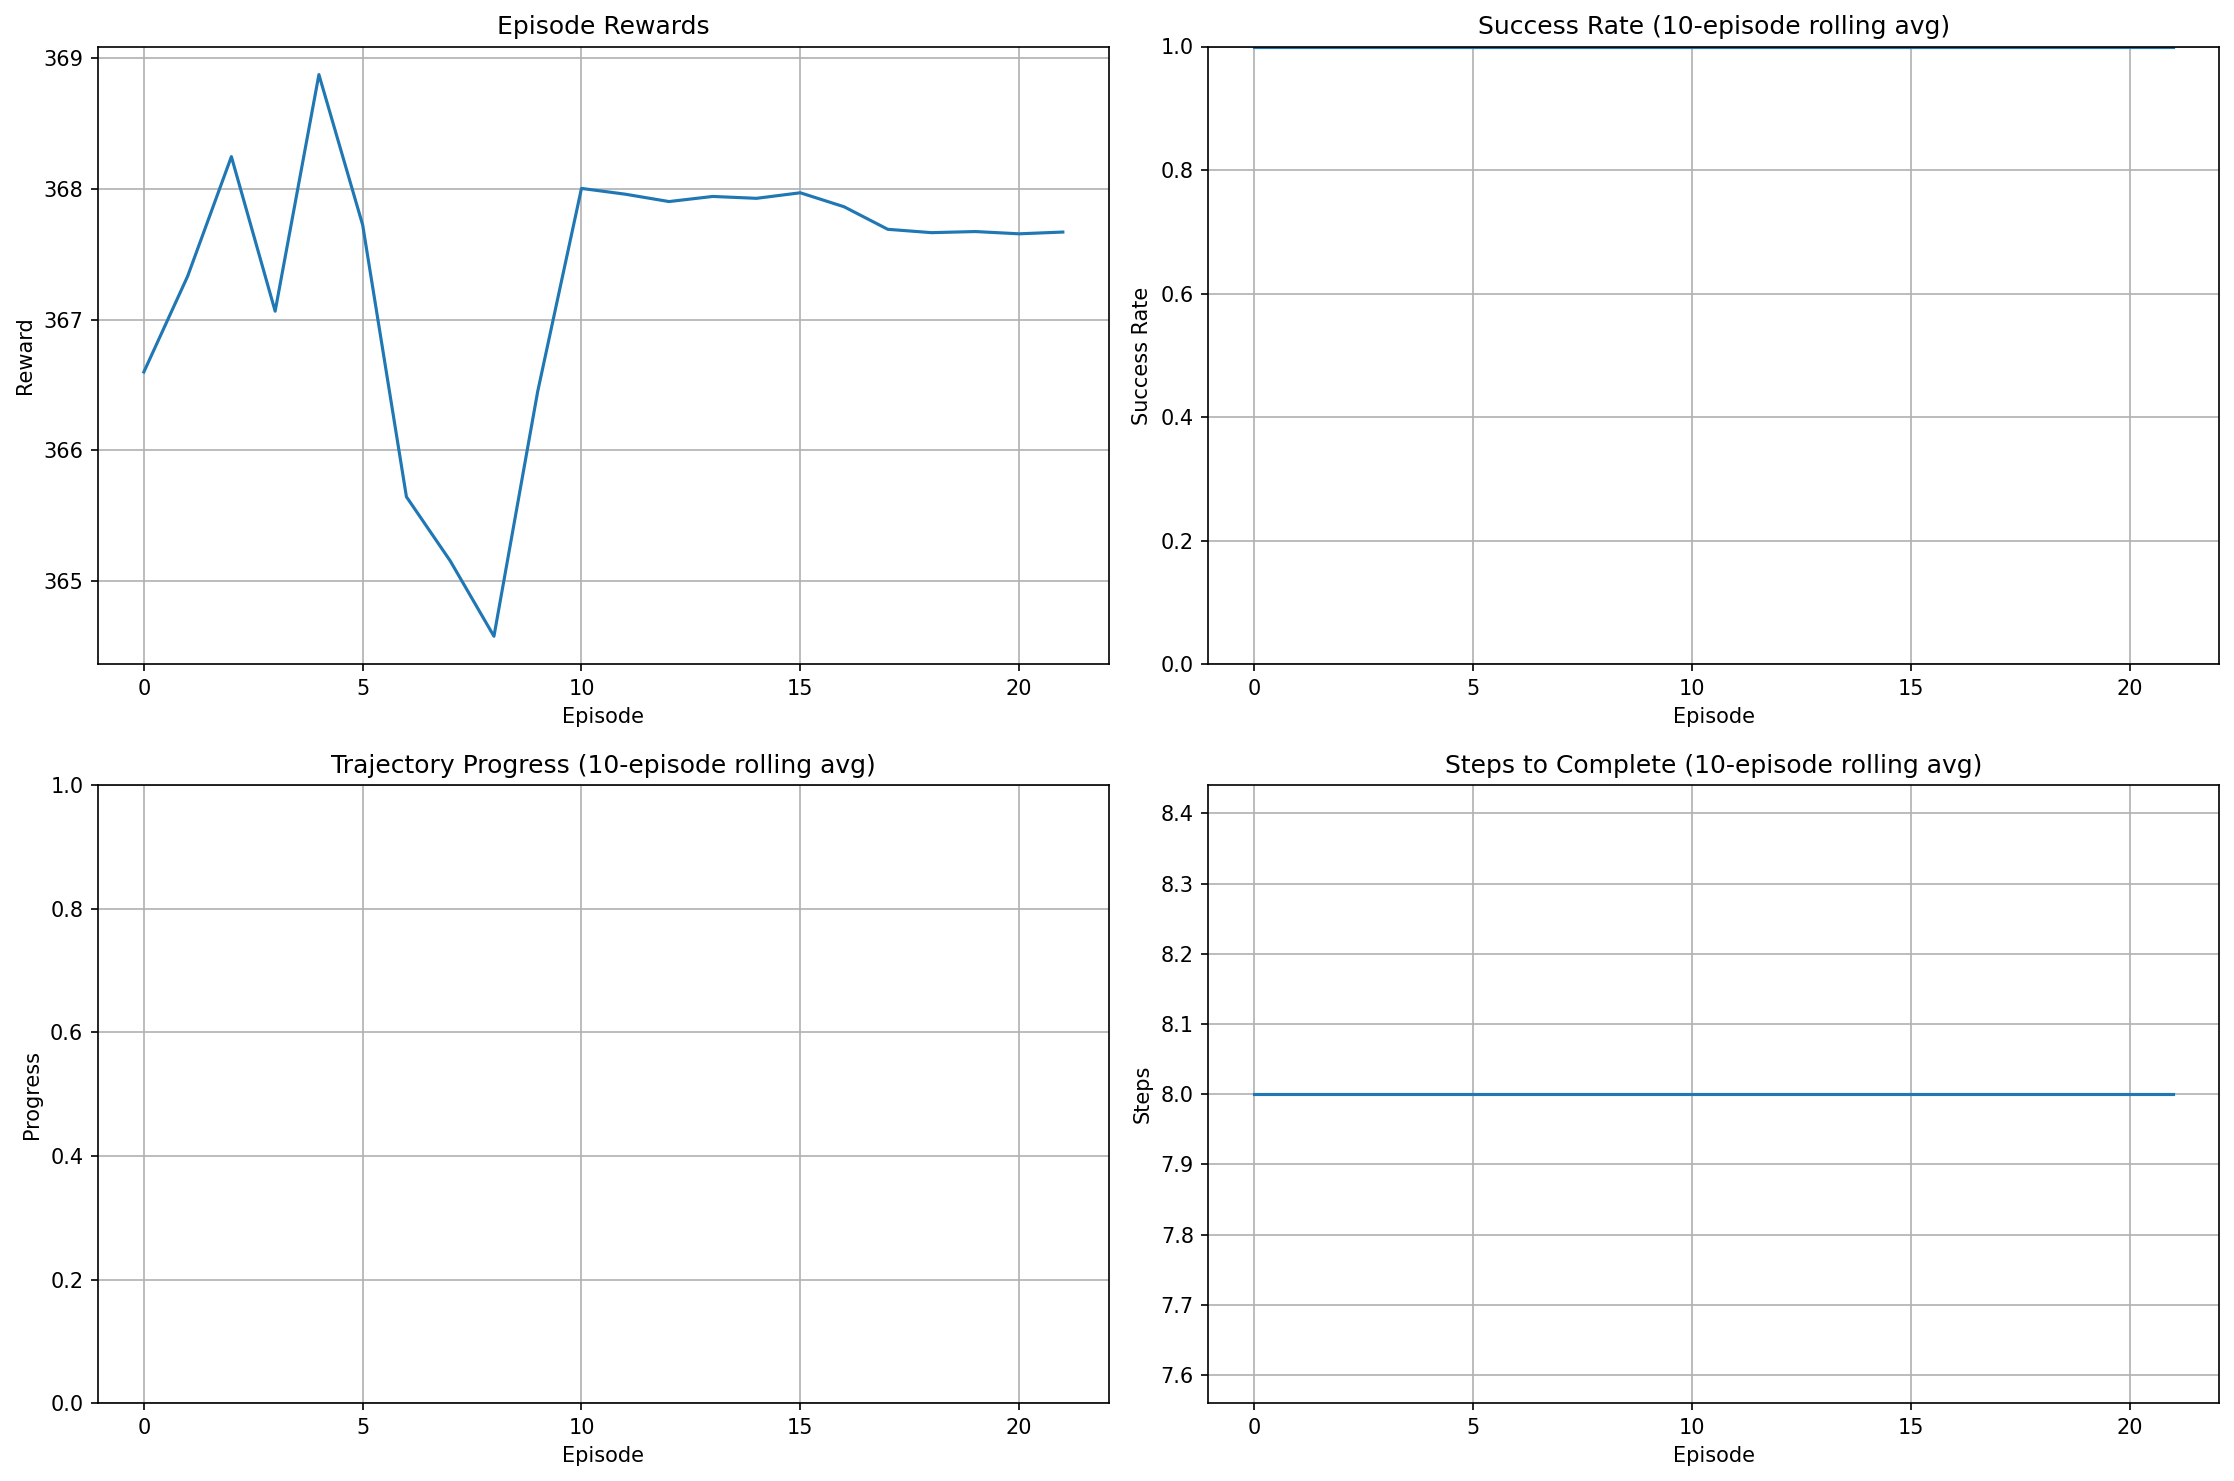 Episode Rewards
369
368
367
366
365
Reward
0 5 10 15 20
Episode
Success Rate (10-episode rolling avg)
1.0
0.8
0.6
0.4
0.2
0.0
Success Rate
0 5 10 15 20
Episode
Trajectory Progress (10-episode rolling avg)
1.0
0.8
0.6
0.4
0.2
0.0
Progress
0 5 10 15 20
Episode
Steps to Complete (10-episode rolling avg)
8.4
8.3
8.2
8.1
8.0
7.9
7.8
7.7
7.6
Steps
0 5 10 15 20
Episode